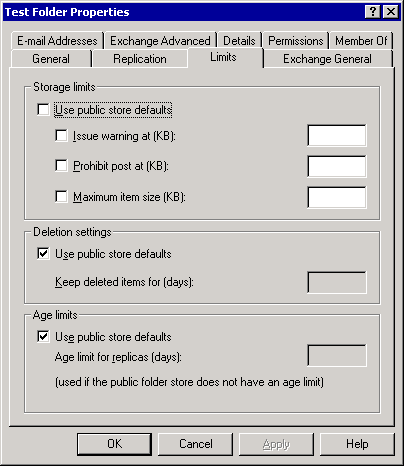 Test Folder Properties
E-mail Addresses Exchange Advanced Details Permissions Member Of
General Replication Limits Exchange General
Storage limits
Use public store defaults
Issue warning at (KB):
Prohibit post at (KB):
Maximum item size (KB):
Deletion settings
Use public store defaults
Keep deleted items for (days):
Age limits
Use public store defaults
Age limit for replicas (days):
(used if the public folder store does not have an age limit)
OK Cancel Apply Help